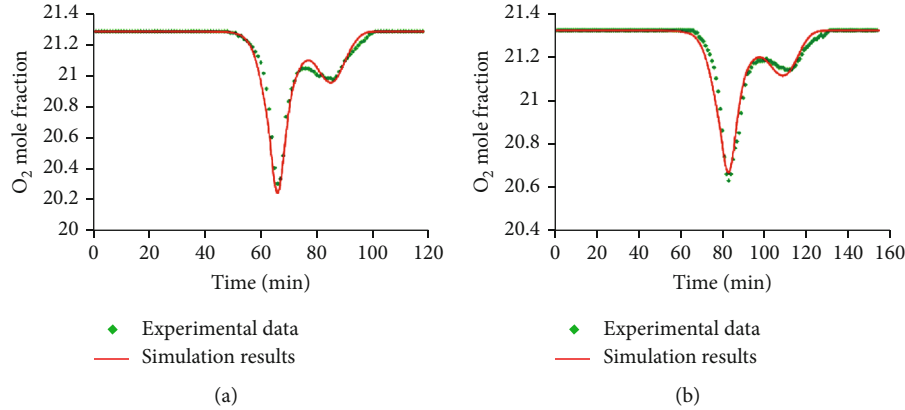 21.4
21.2
21
20.8
20.6
20.4
20.2
20
O2 mole fraction
0 20 40 60 80 100 120
Time (min)
Experimental data
Simulation results
(a)
21.4
21.2
21
20.8
20.6
20.4
O2 mole fraction
0 20 40 60 80 100 120 140 160
Time (min)
Experimental data
Simulation results
(b)